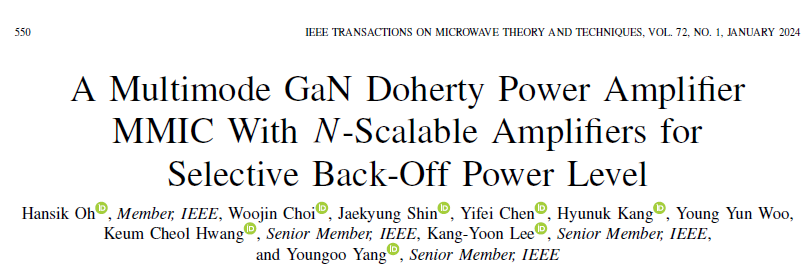 550
IEEE TRANSACTIONS ON MICROWAVE THEORY AND TECHNIQUES, VOL. 72, NO. 1, JANUARY 2024
A Multimode GaN Doherty Power Amplifier
MMIC With N-Scalable Amplifiers for
Selective Back-Off Power Level
Hansik Oh, Member, IEEE, Woojin Choi, Jaekyung Shin, Yifei Chen, Hyunuk Kang, Young Yun Woo,
Keum Cheol Hwang, Senior Member, IEEE, Kang-Yoon Lee, Senior Member, IEEE,
and Youngoo Yang, Senior Member, IEEE